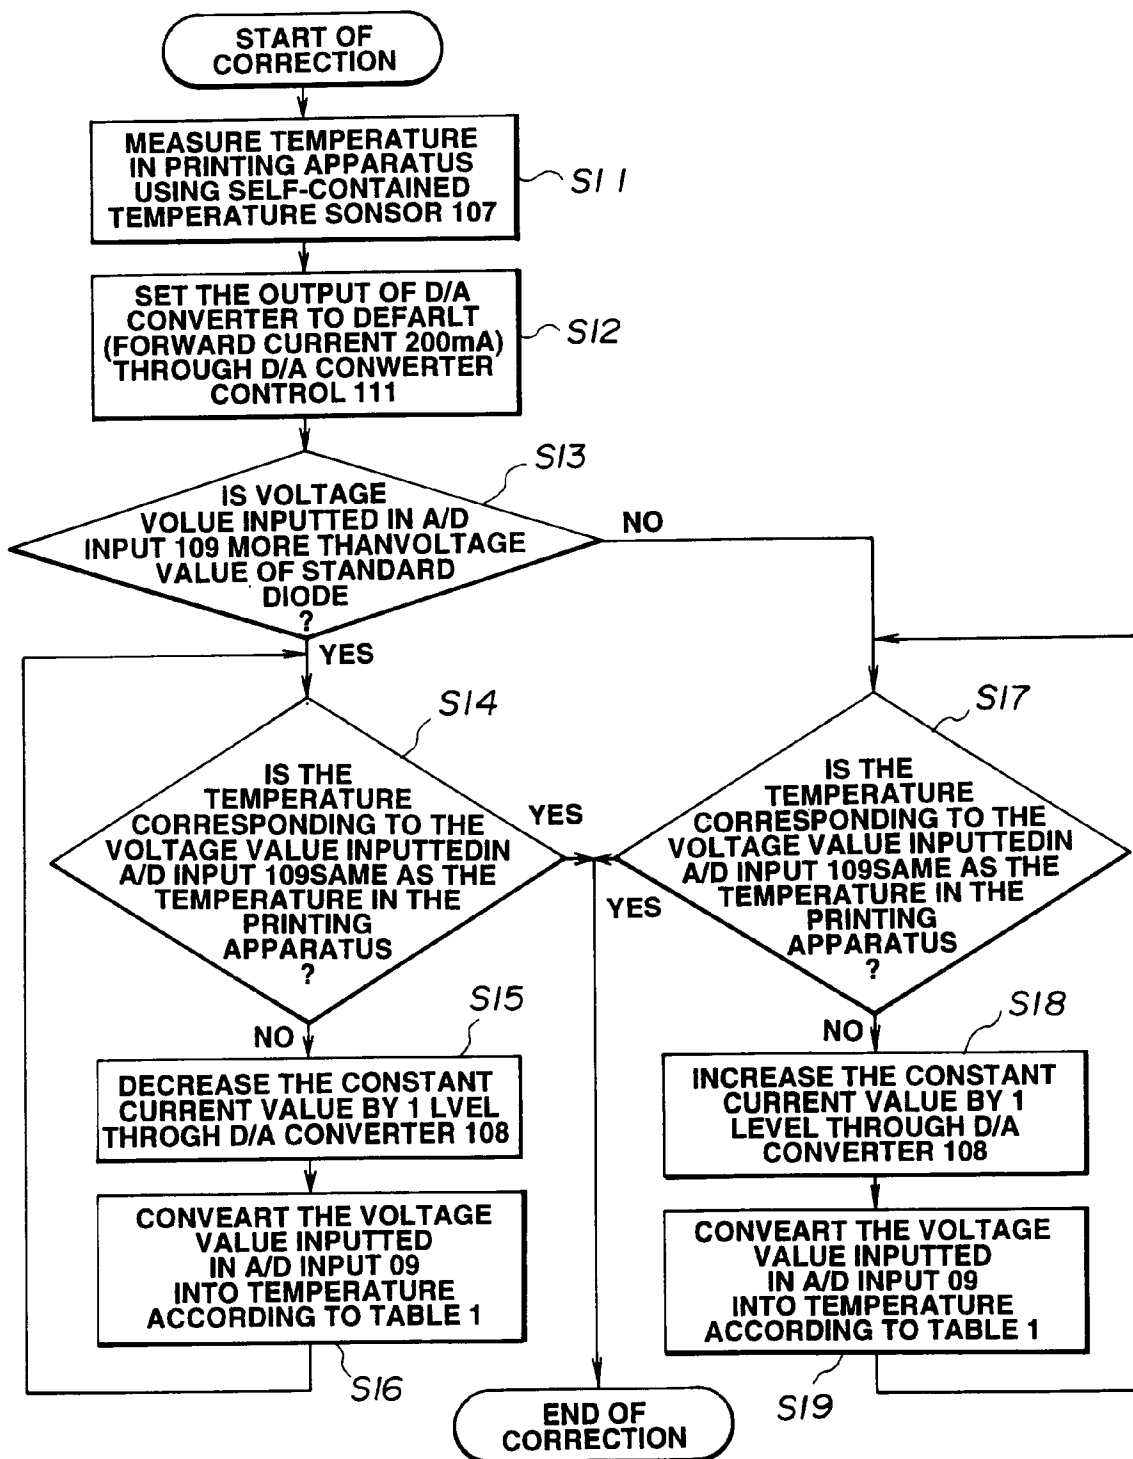 START OF
CORRECTION
MEASURE TEMPERATURE
IN PRINTING APPARATUS
USING SELF-CONTAINED
TEMPERATURE SONSOR 107
S11
SET THE OUTPUT OF D/A
CONVERTER TO DEFARLT
(FORWARD CURRENT 200mA)
THROUGH D/A CONWERTER
CONTROL 111
S12
S13
IS VOLTAGE
VOLUE INPUTTED IN A/D
INPUT 109 MORE THANVOLTAGE
VALUE OF STANDARD
DIODE
?
NO
YES
S14
IS THE
TEMPERATURE
CORRESPONDING TO THE
VOLTAGE VALUE INPUTTEDIN
A/D INPUT 109SAME AS THE
TEMPERATURE IN THE
PRINTING
APPARATUS
?
YES
NO
S15
DECREASE THE CONSTANT
CURRENT VALUE BY 1 LVEL
THROGH D/A CONVERTER 108
CONVEART THE VOLTAGE
VALUE INPUTTED
IN A/D INPUT 09
INTO TEMPERATURE
ACCORDING TO TABLE 1
S16
S17
IS THE
TEMPERATURE
CORRESPONDING TO THE
VOLTAGE VALUE INPUTTEDIN
A/D INPUT 109SAME AS THE
TEMPERATURE IN THE
PRINTING
APPARATUS
?
YES
NO
S18
INCREASE THE CONSTANT
CURRENT VALUE BY 1
LEVEL THROUGH D/A
CONVERTER 108
CONVEART THE VOLTAGE
VALUE INPUTTED
IN A/D INPUT 09
INTO TEMPERATURE
ACCORDING TO TABLE 1
S19
END OF
CORRECTION